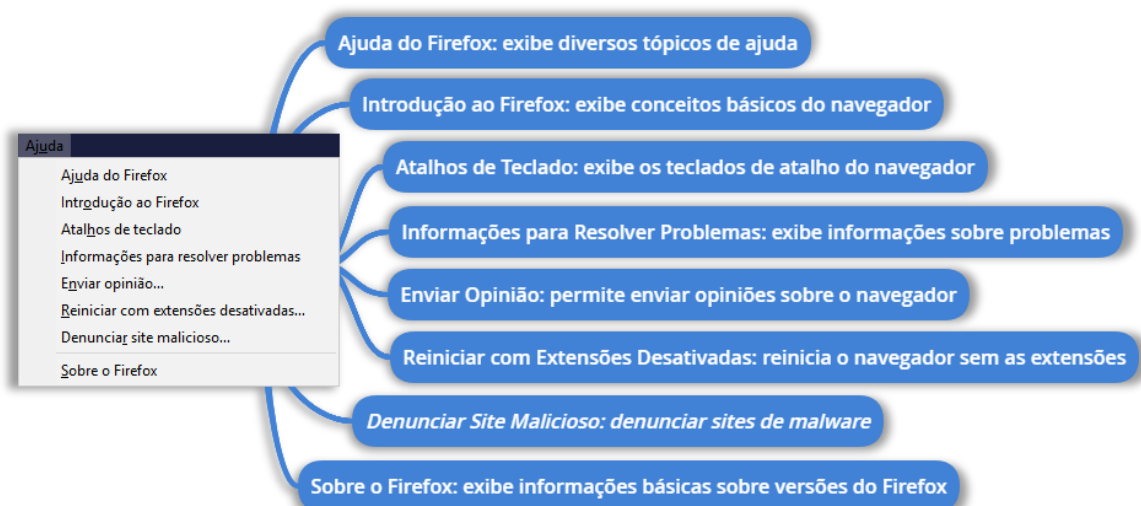 Ajuda do Firefox: exibe diversos tópicos de ajuda
Introdução ao Firefox: exibe conceitos básicos do navegador
Ajuda
Ajuda do Firefox
Introdução ao Firefox
Atalhos de teclado
Informações para resolver problemas
Enviar opinião...
Reiniciar com extensões desativadas...
Denunciar site malicioso...
Sobre o Firefox
Atalhos de Teclado: exibe os teclados de atalho do navegador
Informações para Resolver Problemas: exibe informações sobre problemas
Enviar Opinião: permite enviar opiniões sobre o navegador
Reiniciar com Extensões Desativadas: reinicia o navegador sem as extensões
Denunciar Site Malicioso: denunciar sites de malware
Sobre o Firefox: exibe informações básicas sobre versões do Firefox